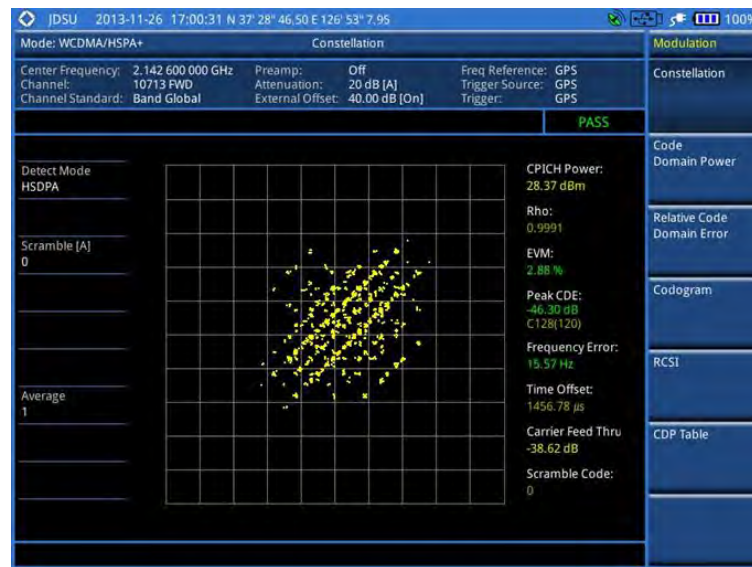 JDSU 2013-11-26 17:00:31 N 37° 28" 46.50 E 126° 53" 7.95 100%
Mode: WCDMA/HSPA+ Constellation
Center Frequency: 2.142 600 000 GHz Preamp: Off Freq Reference: GPS
Channel: 10713 FWD Attenuation: 20 dB [A] Trigger Source: GPS
Channel Standard: Band Global External Offset: 40.00 dB [On] Trigger: GPS
PASS
Detect Mode
HSDPA
Scramble [A]
0
Average
1
CPICH Power:
28.37 dBm
Rho:
0.9991
EVM:
2.88 %
Peak CDE:
-46.30 dB
C128(120)
Frequency Error:
15.57 Hz
Time Offset:
1456.78 µs
Carrier Feed Thru
-38.62 dB
Scramble Code:
0
Modulation
Constellation
Code
Domain Power
Relative Code
Domain Error
Codogram
RCSI
CDP Table